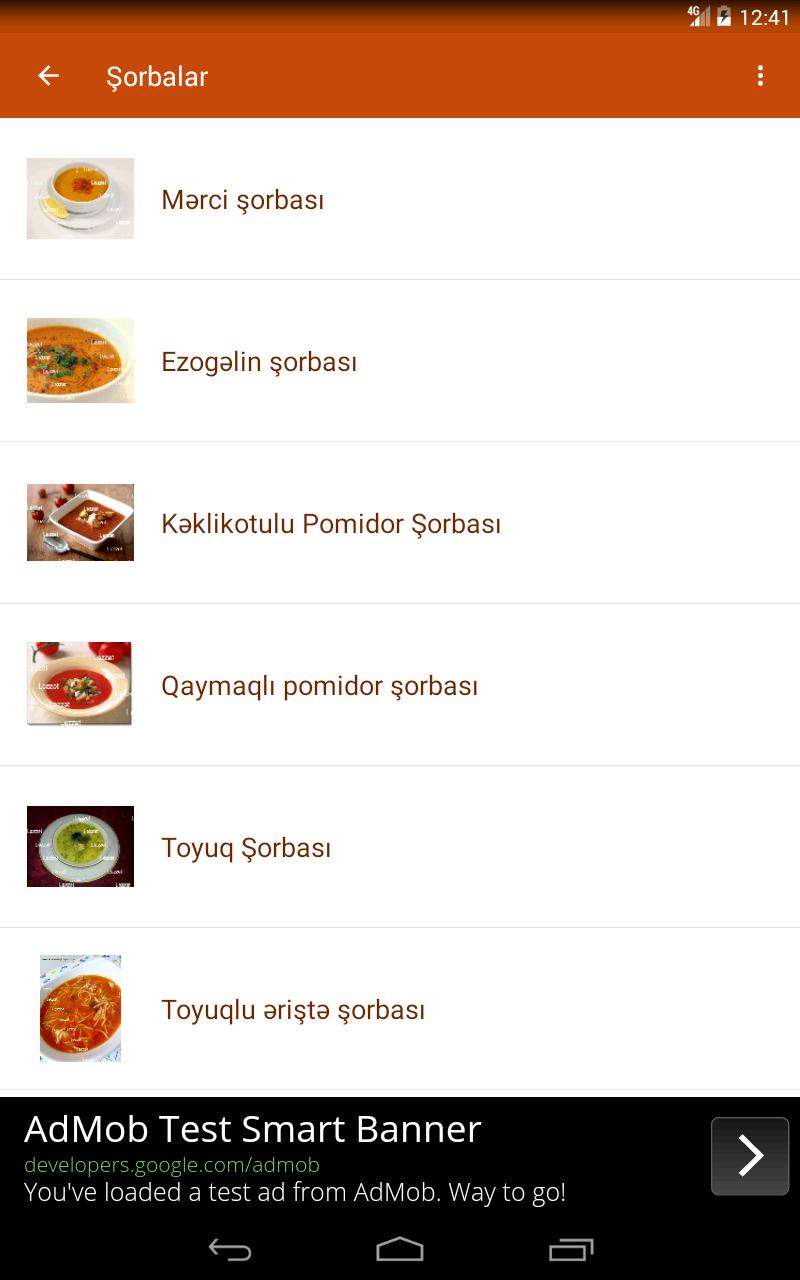 4G 12:41
Şorbalar
Mərci şorbası
Ezogəlin şorbası
Kəklikotulu Pomidor Şorbası
Qaymaqlı pomidor şorbası
Lezzet
Toyuq Şorbası
Toyuqlu əriştə şorbası
AdMob Test Smart Banner
developers.google.com/admob
You've loaded a test ad from AdMob. Way to go!